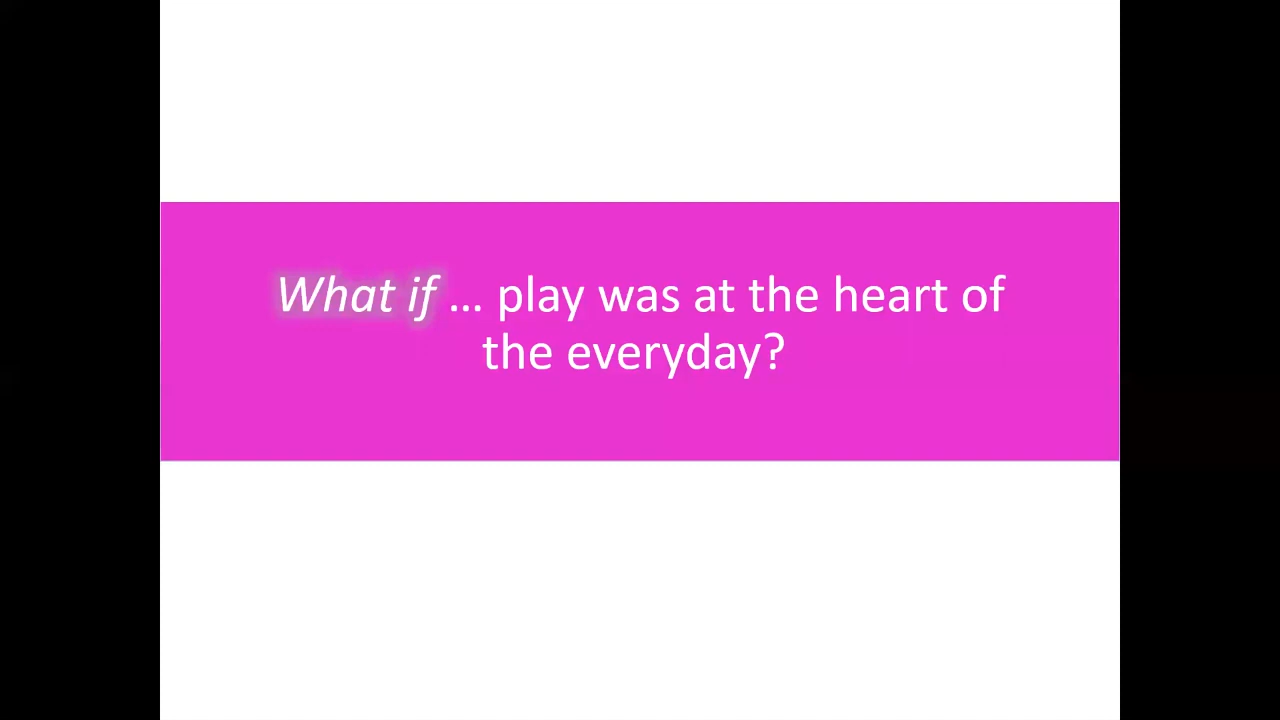 What if … play was at the heart of
the everyday?